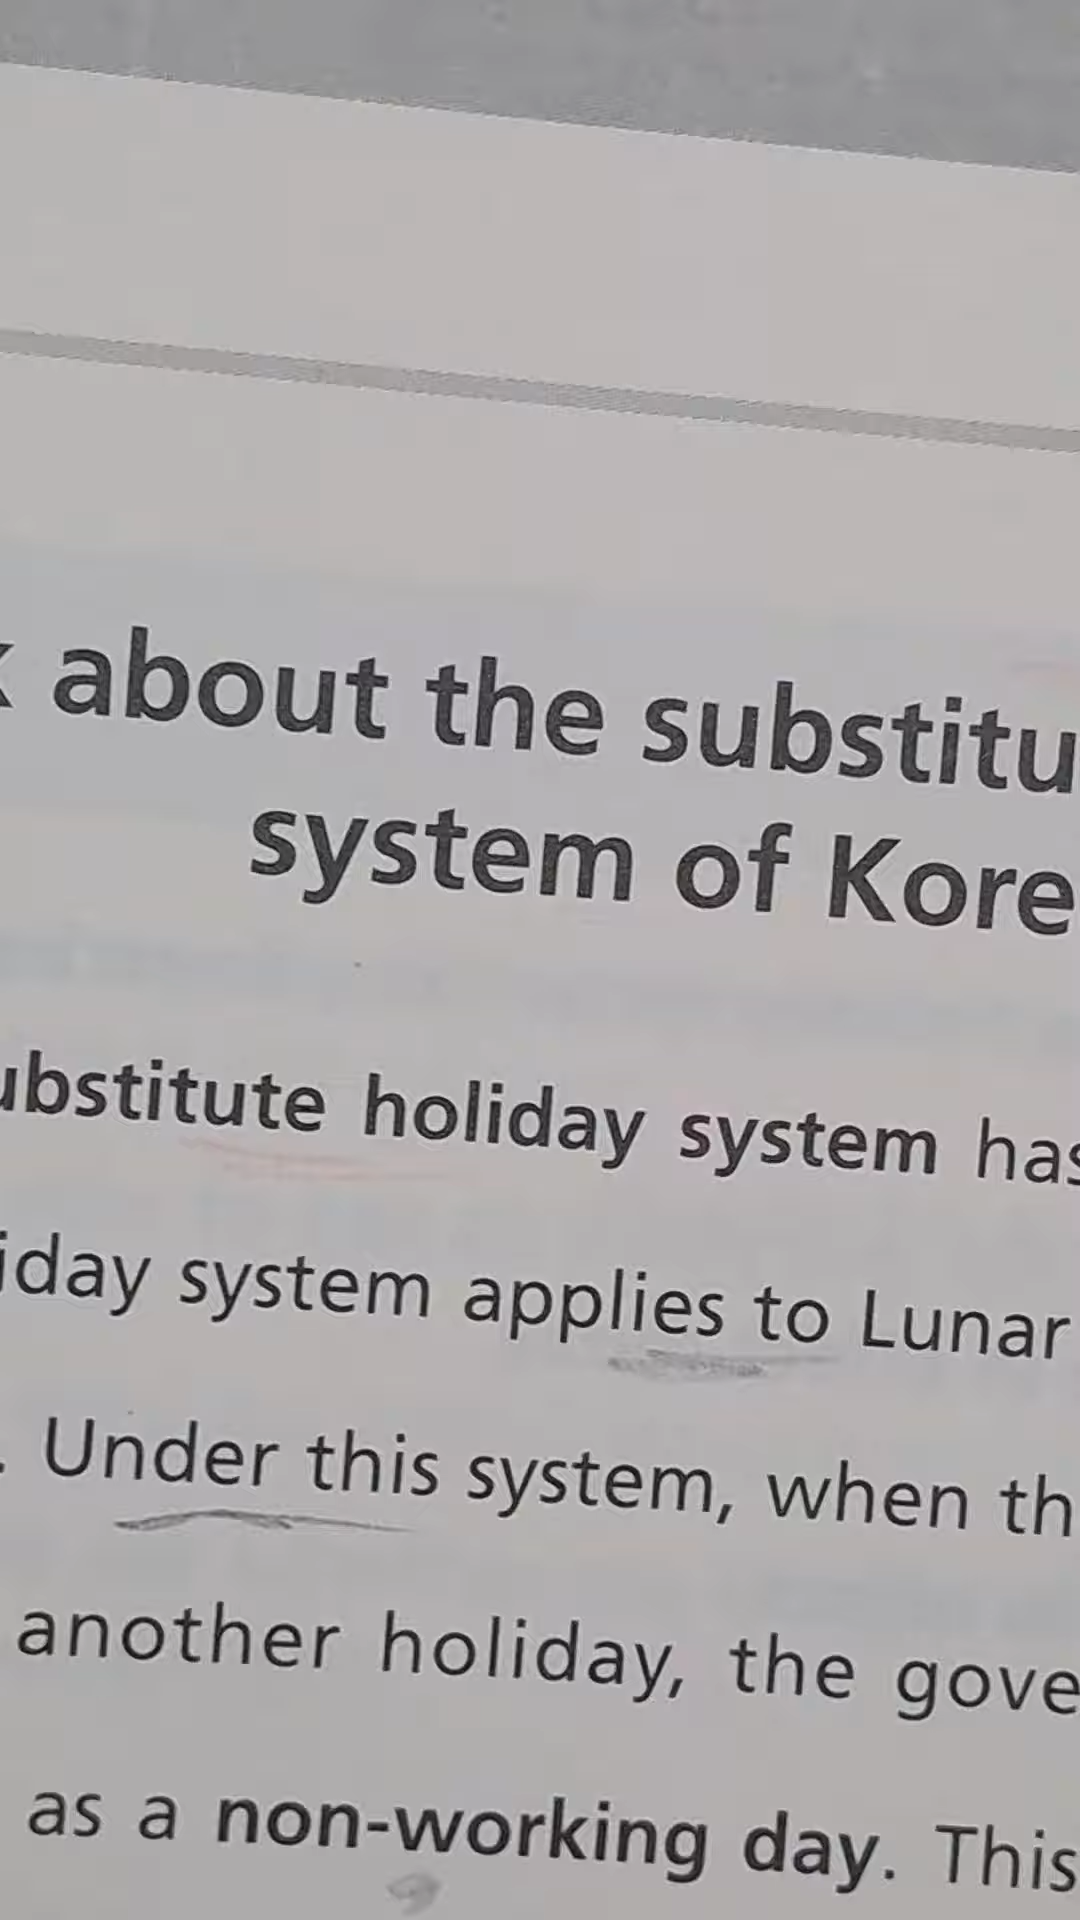 about the substitu
system of Kore
ubstitute holiday system has
iday system applies to Lunar
. Under this system, when th
another holiday, the gove
as a non-working day. This